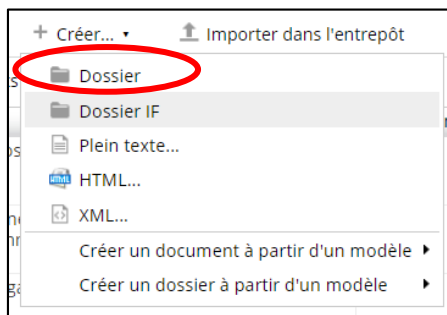 + Créer... ▾ Importer dans l'entrepôt
Dossier
Dossier IF
Plein texte...
HTML...
XML...
Créer un document à partir d'un modèle
Créer un dossier à partir d'un modèle